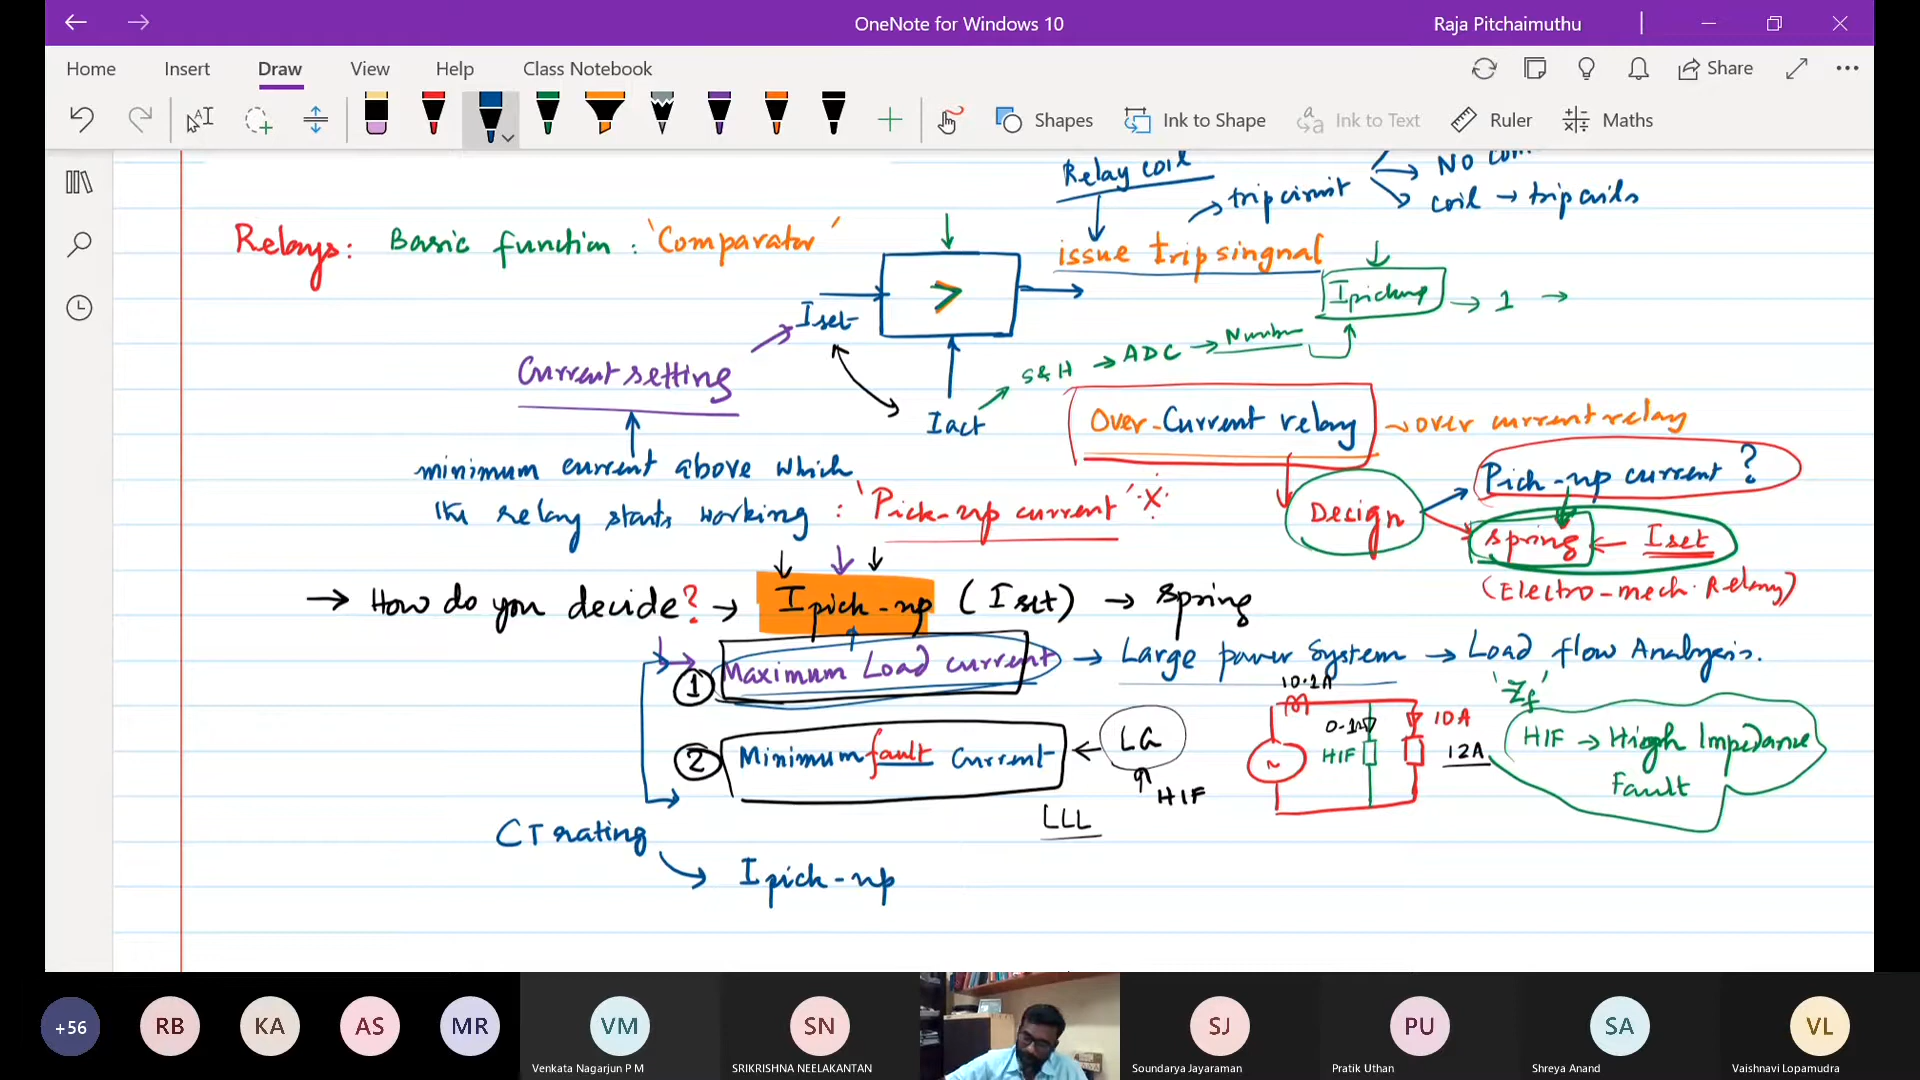 OneNote for Windows 10
Raja Pitchaimuthu
Home Insert Draw View Help Class Notebook
Share
Shapes Ink to Shape Ink to Text Ruler Maths
Relay coil
NO
trip circuit
coil → trip coils
Relays: Basic function: 'Comparator'
>
issue trip singnal
Iset
Ipickup → 1 →
Current setting
S&H → ADC → Number
Iact
Over-Current relay → over current relay
minimum current above which
the relay starts working : 'Pick-up current' X
Design
Pick-up current ?
spring ← Iset
(Electro-mech. Relay)
→ How do you decide? → I pick-up (Iset) → spring
① Maximum Load current → Large power system → Load flow Analysis.
10.1A
'Zf'
0.1A
10A
HIF
12A
HIF → High Impedance
Fault
② Minimum fault current ← LG
HIF
LLL
CT rating
I pick-up
+56 RB KA AS MR VM SN SJ PU SA VL
Venkata Nagarjun P M
SRIKRISHNA NEELAKANTAN
Soundarya Jayaraman
Pratik Uthan
Shreya Anand
Vaishnavi Lopamudra